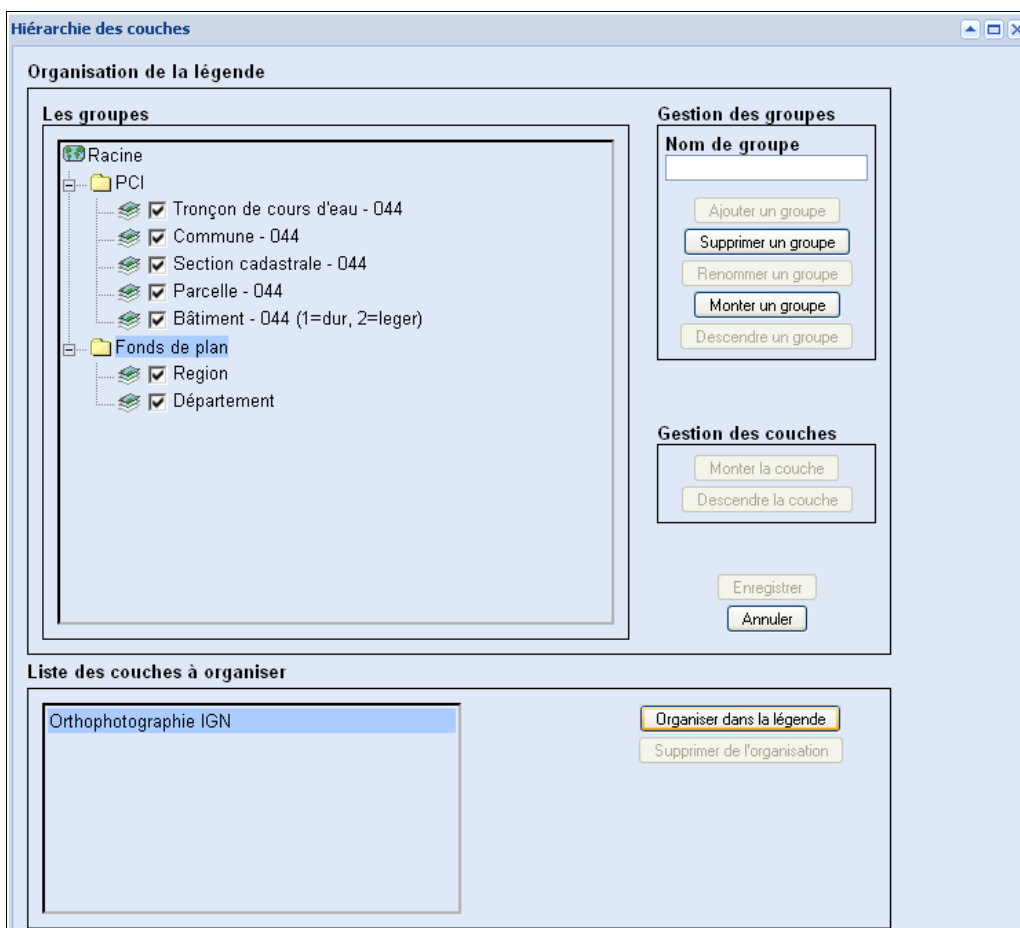 Hiérarchie des couches
Organisation de la légende
Les groupes
Racine
PCI
Tronçon de cours d'eau - 044
Commune - 044
Section cadastrale - 044
Parcelle - 044
Bâtiment - 044 (1=dur, 2=leger)
Fonds de plan
Region
Département
Gestion des groupes
Nom de groupe
Ajouter un groupe
Supprimer un groupe
Renommer un groupe
Monter un groupe
Descendre un groupe
Gestion des couches
Monter la couche
Descendre la couche
Enregistrer
Annuler
Liste des couches à organiser
Orthophotographie IGN
Organiser dans la légende
Supprimer de l'organisation